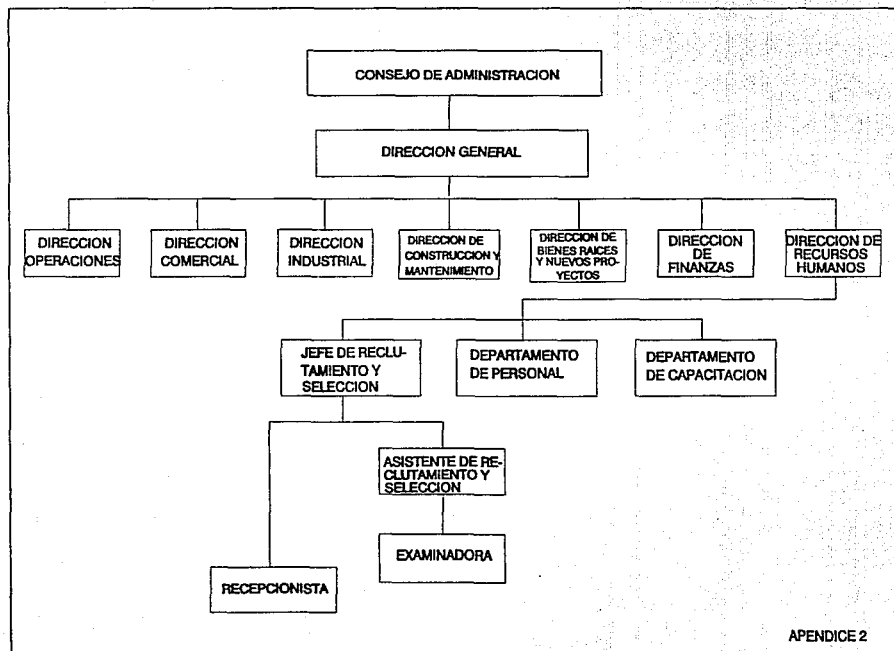 CONSEJO DE ADMINISTRACION
DIRECCION GENERAL
DIRECCION
OPERACIONES
DIRECCION
COMERCIAL
DIRECCION
INDUSTRIAL
DIRECCION DE
CONSTRUCCION Y
MANTENIMIENTO
DIRECCION DE
BIENES RAICES
Y NUEVOS PRO-
YECTOS
DIRECCION
DE
FINANZAS
DIRECCION DE
RECURSOS
HUMANOS
JEFE DE RECLU-
TAMIENTO Y
SELECCION
DEPARTAMENTO
DE PERSONAL
DEPARTAMENTO
DE CAPACITACION
ASISTENTE DE RE-
CLUTAMIENTO Y
SELECCION
EXAMINADORA
RECEPCIONISTA
APENDICE 2